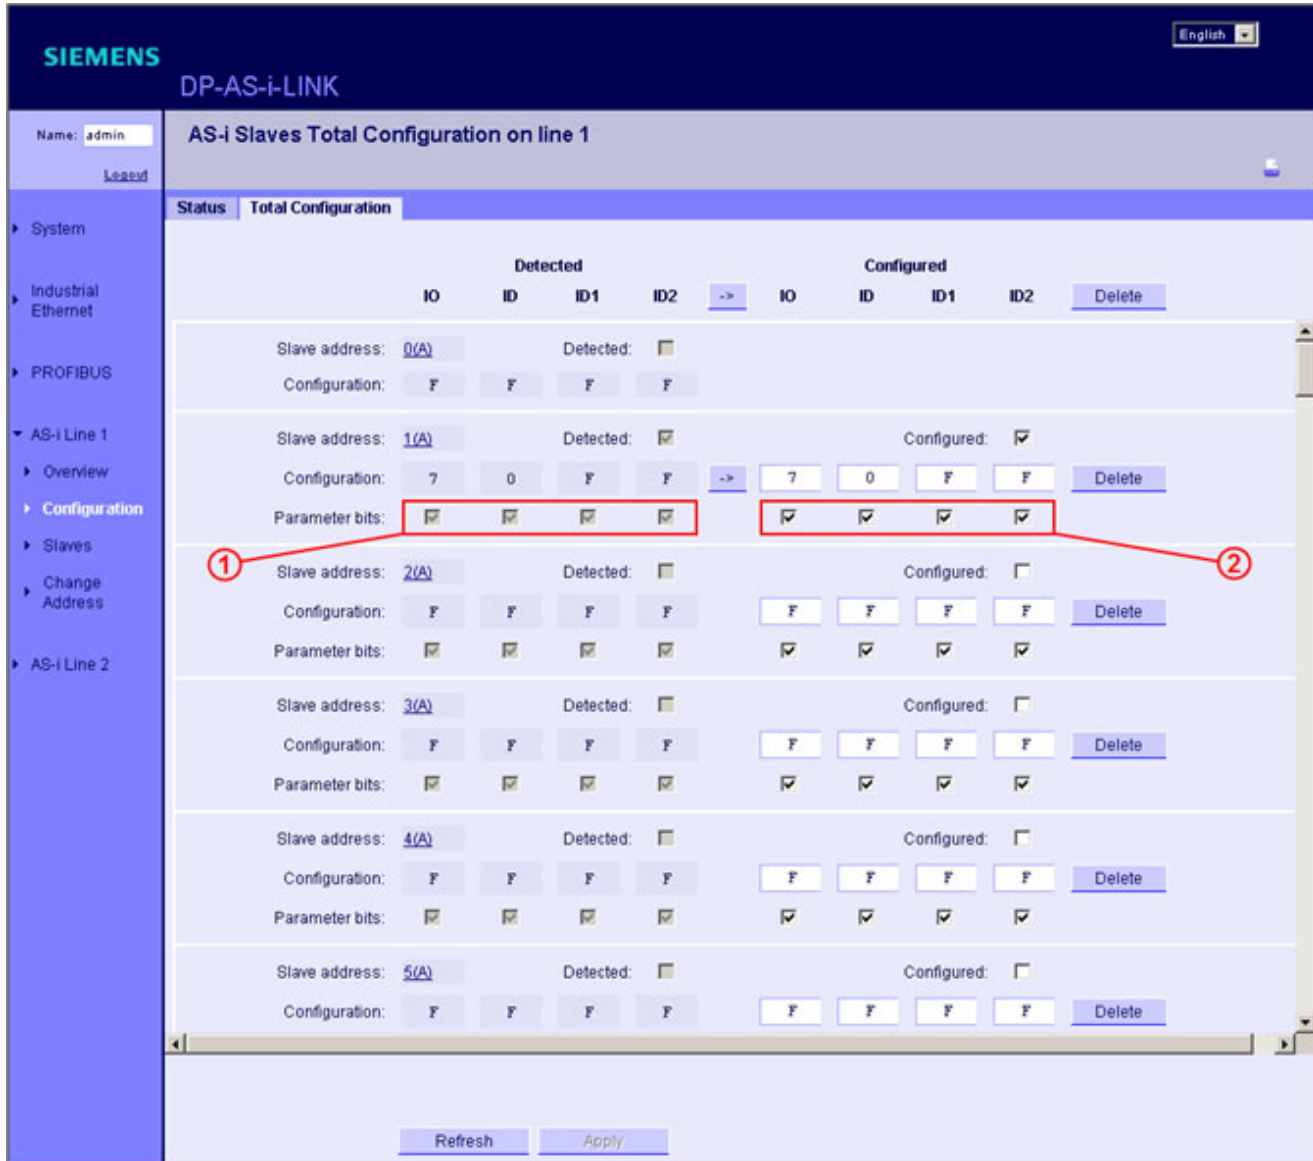 English
SIEMENS
DP-AS-i-LINK
Name: admin
Logout
AS-i Slaves Total Configuration on line 1
Status Total Configuration
System
Industrial
Ethernet
PROFIBUS
AS-i Line 1
Overview
Configuration
Slaves
Change
Address
AS-i Line 2
Detected Configured
IO ID ID1 ID2 -> IO ID ID1 ID2 Delete
Slave address: 0(A) Detected:
Configuration: F F F F
Slave address: 1(A) Detected: Configured:
Configuration: 7 0 F F -> 7 0 F F Delete
Parameter bits:
1 2
Slave address: 2(A) Detected: Configured:
Configuration: F F F F F F F F Delete
Parameter bits:
Slave address: 3(A) Detected: Configured:
Configuration: F F F F F F F F Delete
Parameter bits:
Slave address: 4(A) Detected: Configured:
Configuration: F F F F F F F F Delete
Parameter bits:
Slave address: 5(A) Detected: Configured:
Configuration: F F F F F F F F Delete
Refresh Apply